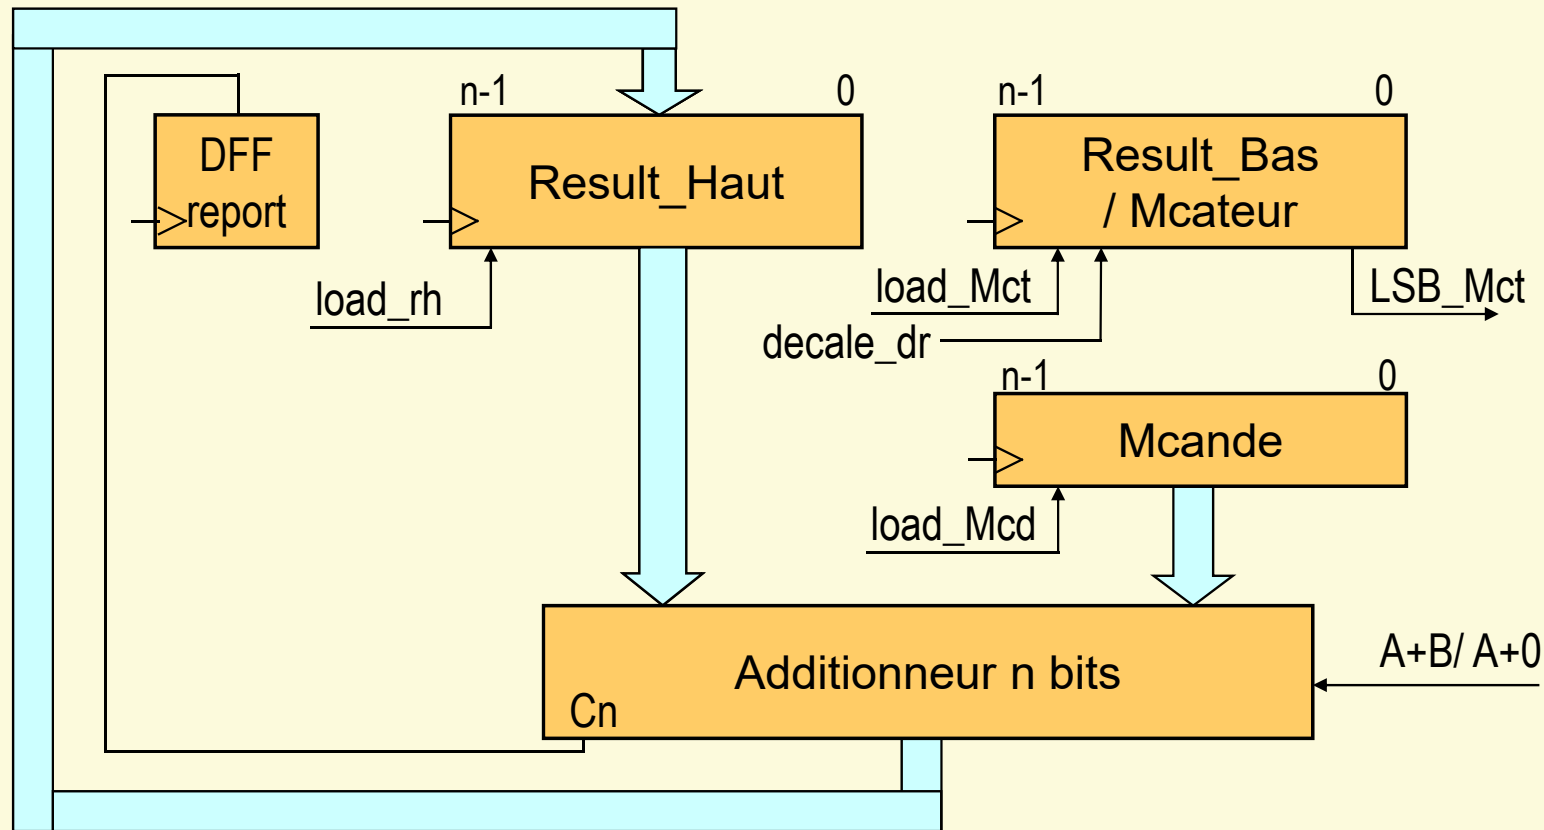 n-1
0
n-1
0
DFF
report
Result_Haut
Result_Bas
/ Mcateur
load_rh
load_Mct
LSB_Mct
decale_dr
n-1
0
Mcande
load_Mcd
A+B/ A+0
Additionneur n bits
Cn